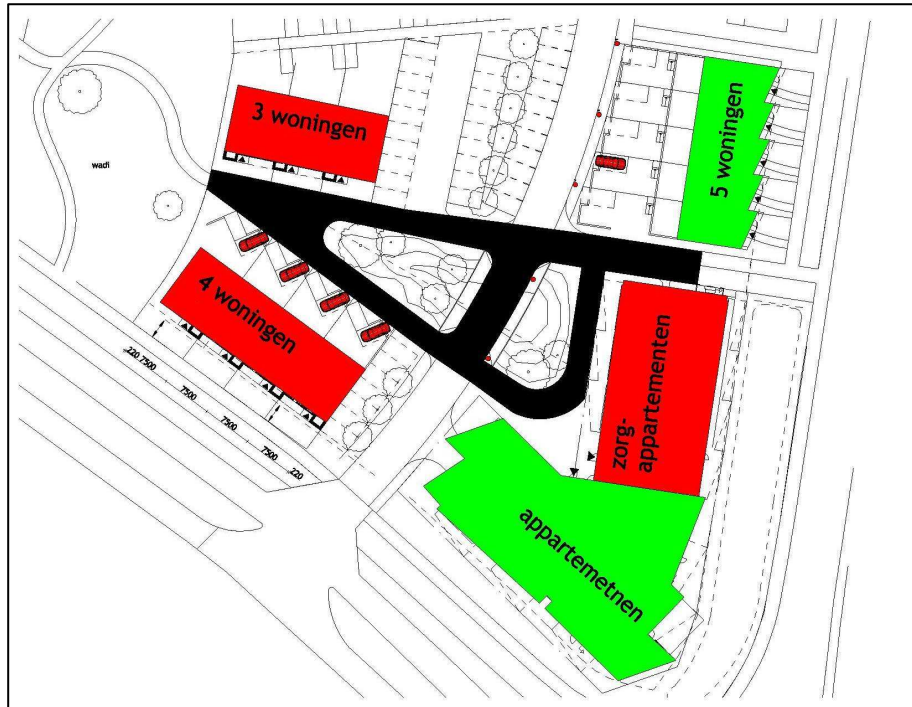 3 woningen
5 woningen
wadi
4 woningen
220 7500
7500
7500
7500
220
zorg-
appartementen
appartemetnen